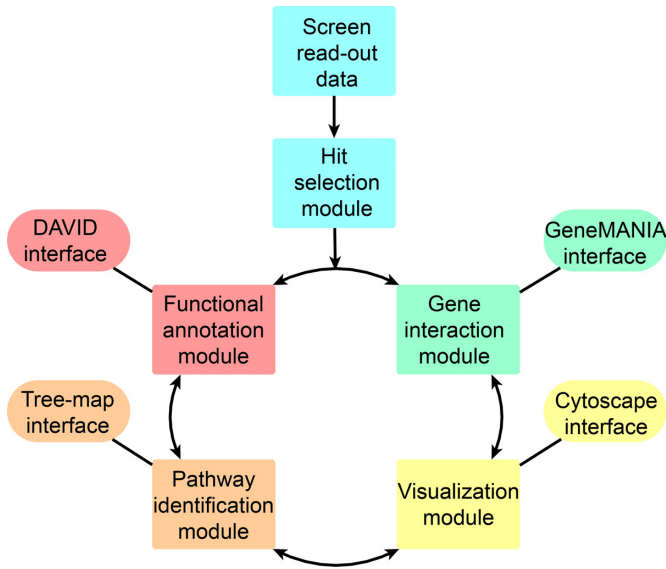 Screen
read-out
data
Hit
selection
module
DAVID
interface
GeneMANIA
interface
Functional
annotation
module
Gene
interaction
module
Tree-map
interface
Cytoscape
interface
Pathway
identification
module
Visualization
module